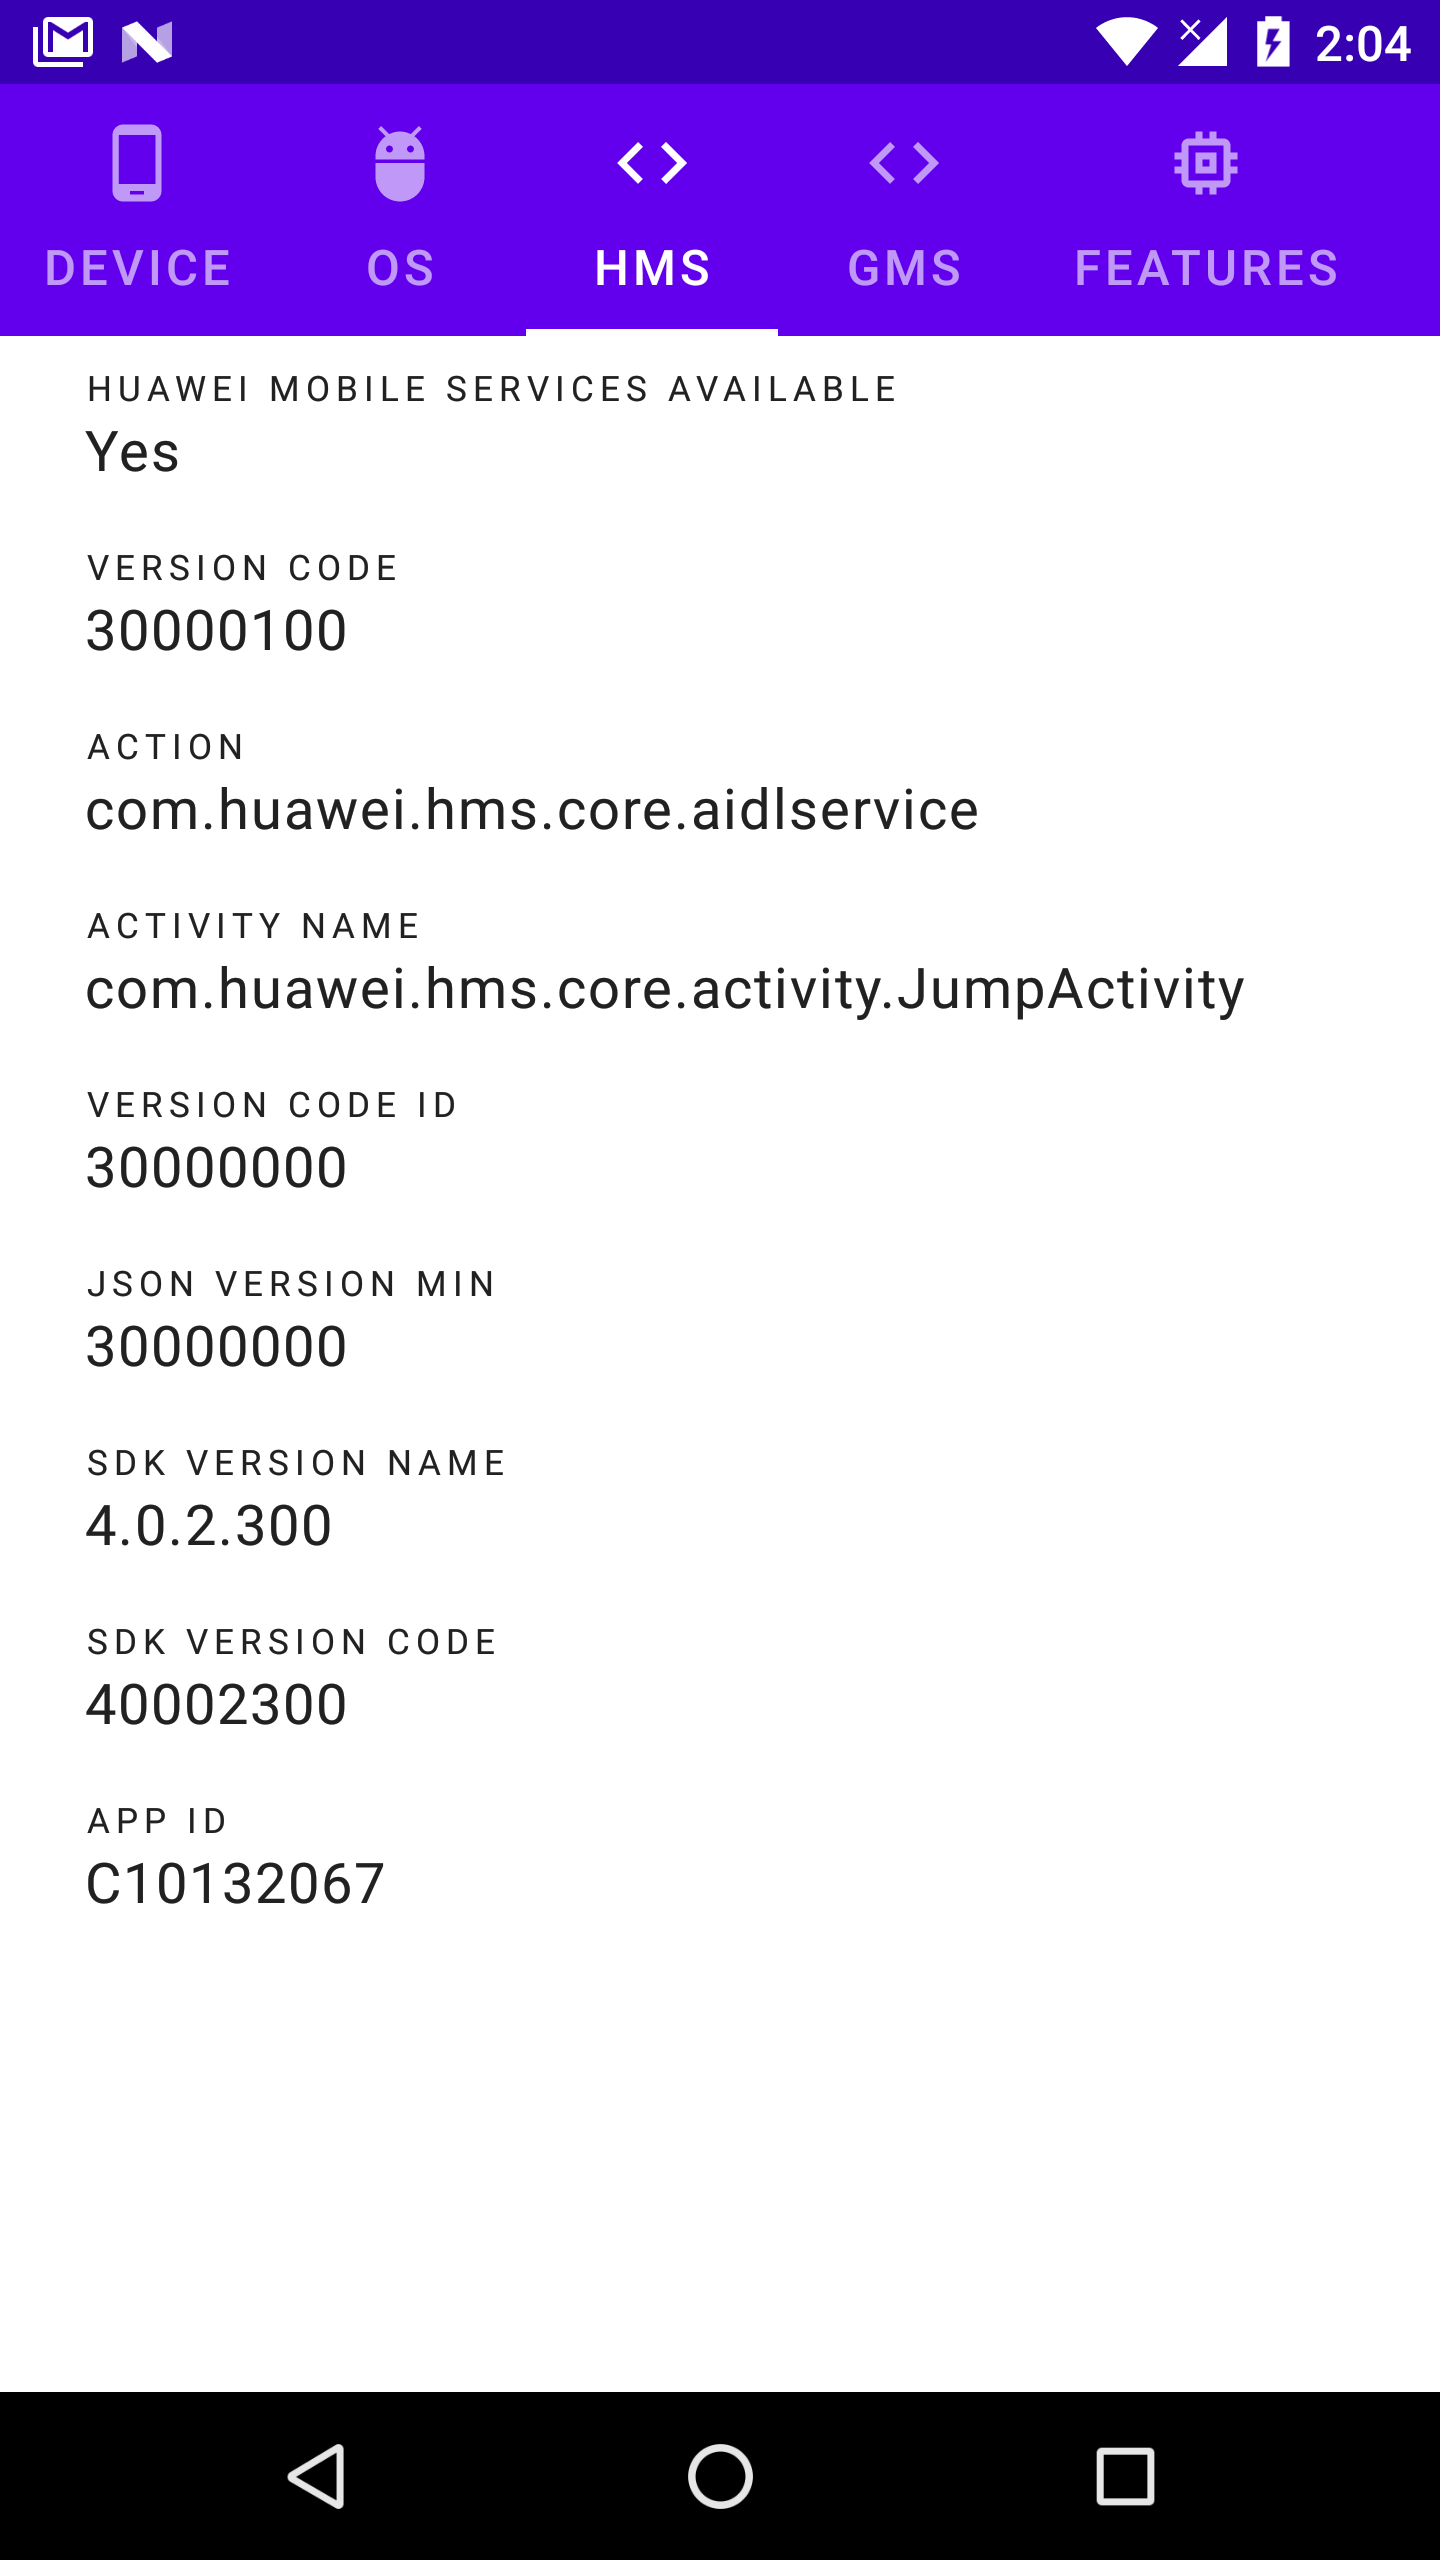 2:04
DEVICE OS HMS GMS FEATURES
HUAWEI MOBILE SERVICES AVAILABLE
Yes
VERSION CODE
30000100
ACTION
com.huawei.hms.core.aidlservice
ACTIVITY NAME
com.huawei.hms.core.activity.JumpActivity
VERSION CODE ID
30000000
JSON VERSION MIN
30000000
SDK VERSION NAME
4.0.2.300
SDK VERSION CODE
40002300
APP ID
C10132067